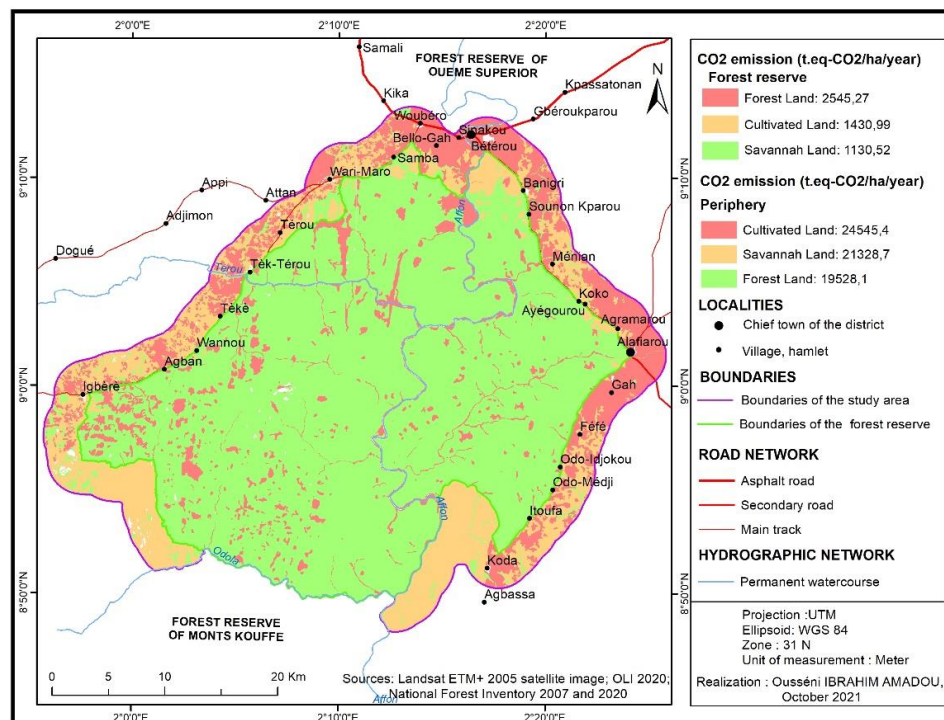 2°0'0"E 2°10'0"E 2°20'0"E
Samali
FOREST RESERVE OF
OUEME SUPERIOR
N
Kpassatonan
Kika
Gbéroukparou
Woubéro
Sinakou
Bello-Gah
Bétérou
Samba
9°10'0"N
9°10'0"N
Wari-Maro
Banigri
Appi
Attan
Affon
Sounon Kparou
Adjimon
Térou
Dogué
Térou
Tèk-Térou
Ménian
Koko
Ayégourou
Tèkè
Agramarou
Wannou
Alafiarou
Agban
9°0'0"N
9°0'0"N
Igbéré
Gah
Féfé
Odo-Idjokou
Odo-Médji
Affon
Itoufa
Odola
Koda
8°50'0"N
8°50'0"N
Agbassa
FOREST RESERVE
OF MONTS KOUFFE
0 5 10 20 Km
Sources: Landsat ETM+ 2005 satellite image; OLI 2020;
National Forest Inventory 2007 and 2020
Affon
2°0'0"E 2°10'0"E 2°20'0"E
CO2 emission (t.eq-CO2/ha/year)
Forest reserve
Forest Land: 2545,27
Cultivated Land: 1430,99
Savannah Land: 1130,52
CO2 emission (t.eq-CO2/ha/year)
Periphery
Cultivated Land: 24545,4
Savannah Land: 21328,7
Forest Land: 19528,1
LOCALITIES
Chief town of the district
Village, hamlet
BOUNDARIES
Boundaries of the study area
Boundaries of the forest reserve
ROAD NETWORK
Asphalt road
Secondary road
Main track
HYDROGRAPHIC NETWORK
Permanent watercourse
Projection :UTM
Ellipsoid: WGS 84
Zone : 31 N
Unit of measurement : Meter
Realization : Ousséni IBRAHIM AMADOU,
October 2021